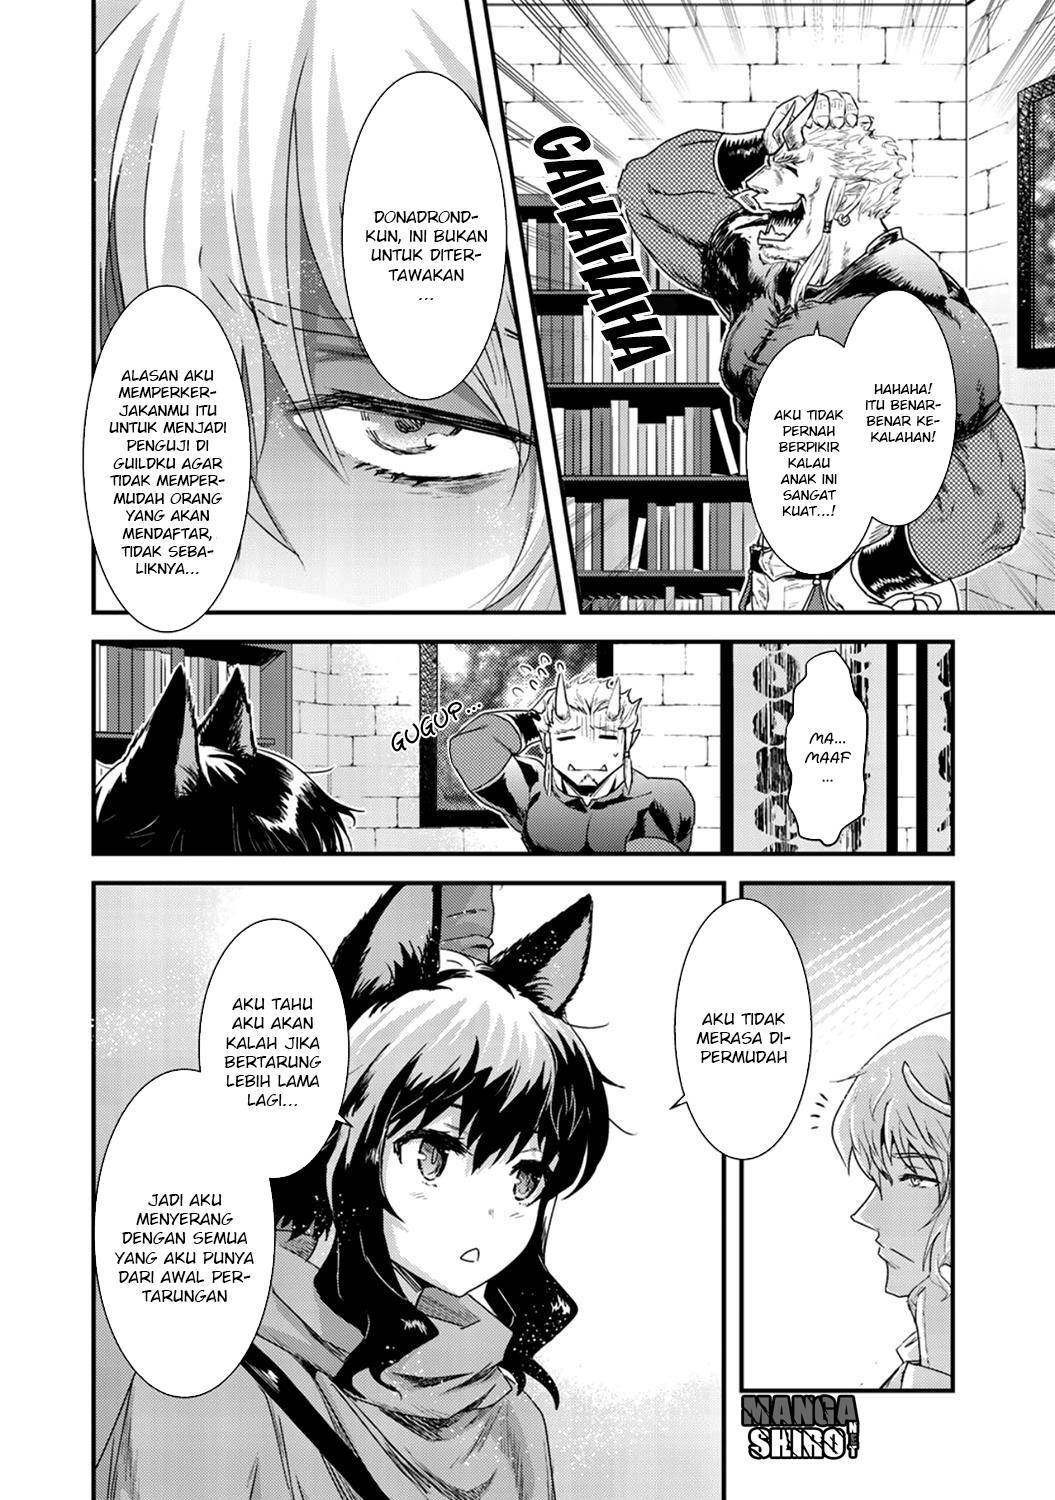 HAHAHA!
ITU BENAR-
BENAR KE-
KALAHAN!
AKU TIDAK
PERNAH
BERPIKIR
KALAU
ANAK INI
SANGAT
KUAT...!
GAHAHAHA
DONADROND-
KUN, INI BUKAN
UNTUK DITER-
TAWAKAN
...
ALASAN AKU
MEMPERKER-
JAKANMU ITU
UNTUK MENJADI
PENGUJI DI
GUILDKU AGAR
TIDAK MEMPER-
MUDAH ORANG
YANG AKAN
MENDAFTAR,
TIDAK SEBA-
LIKNYA...
MA...
MAAF
...
GUGUP...
AKU TIDAK
MERASA DI-
PERMUDAH
AKU TAHU
AKU AKAN
KALAH JIKA
BERTARUNG
LEBIH LAMA
LAGI...
JADI AKU
MENYERANG
DENGAN SEMUA
YANG AKU PUNYA
DARI AWAL PER-
TARUNGAN
MANGA
SHIRO
NET